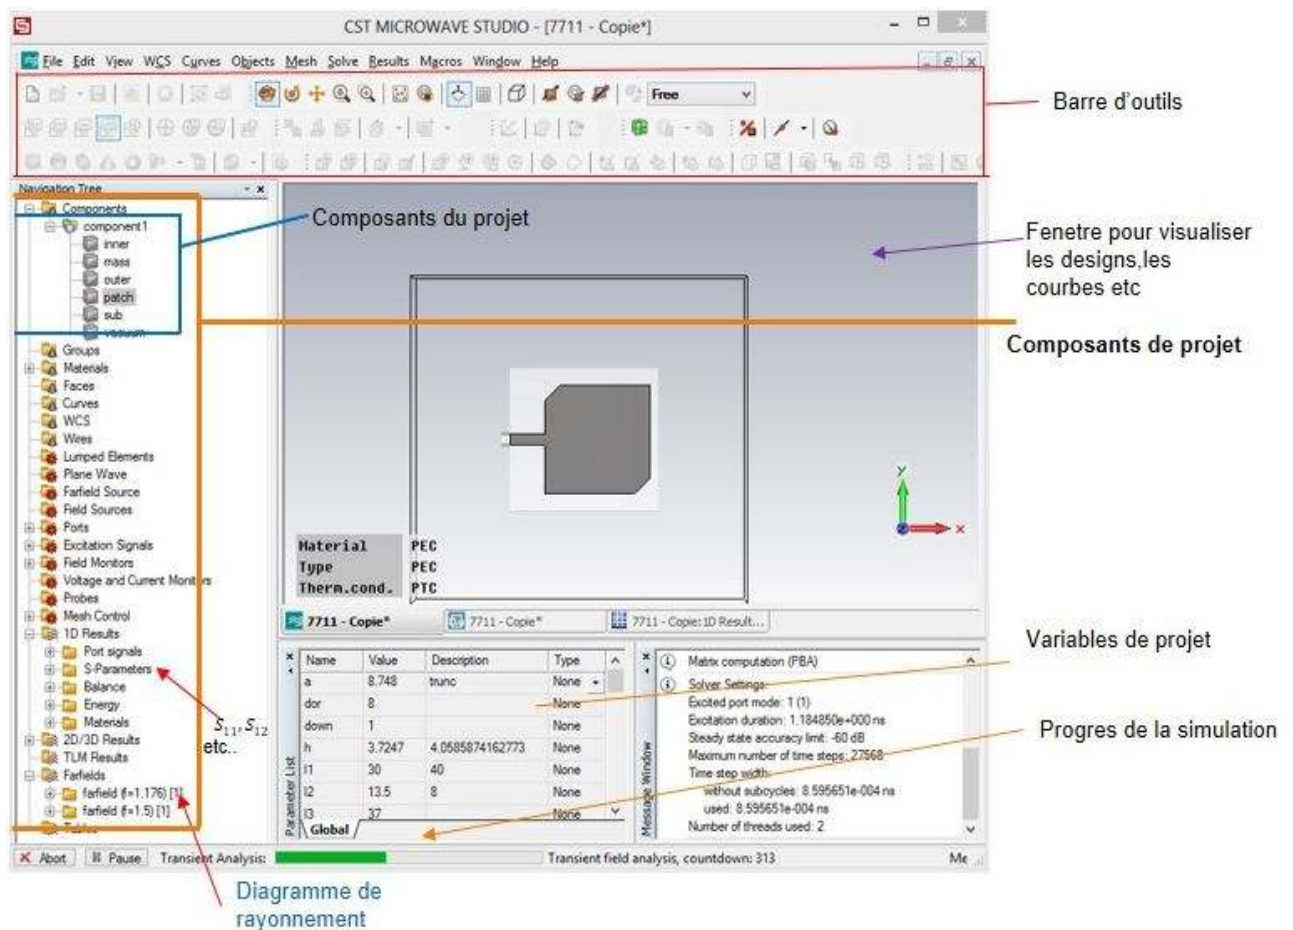 CST MICROWAVE STUDIO - [7711 - Copie*]
File Edit View WCS Curves Objects Mesh Solve Results Macros Window Help
Free
Barre d'outils
Navigation Tree
Components
component1
inner
mass
outer
patch
sub
vacuum
Groups
Materials
Faces
Curves
WCS
Wires
Lumped Elements
Plane Wave
Farfield Source
Field Sources
Ports
Excitation Signals
Field Monitors
Voltage and Current Monitors
Probes
Mesh Control
1D Results
Port signals
S-Parameters
Balance
Energy
Materials
2D/3D Results
TLM Results
Farfields
farfield (f=1.176) [1]
farfield (f=1.5) [1]
Tables
S₁₁, S₁₂
etc..
Composants du projet
Fenetre pour visualiser
les designs,les
courbes etc
Composants de projet
y
x
Material PEC
Type PEC
Therm.cond. PTC
7711 - Copie* 7711 - Copie* 7711 - Copie:1D Result...
Parameter List
Name Value Description Type
a 8.748 trunc None
dor 8 None
down 1 None
h 3.7247 4.0585874162773 None
l1 30 40 None
l2 13.5 8 None
l3 37 None
Global
Message Window
Matrix computation (PBA)
Solver Settings:
Excited port mode: 1 (1)
Excitation duration: 1.184850e+000 ns
Steady state accuracy limit: -60 dB
Maximum number of time steps: 27568
Time step width:
without subcycles: 8.595651e-004 ns
used: 8.595651e-004 ns
Number of threads used: 2
Variables de projet
Progres de la simulation
Abort Pause Transient Analysis: Transient field analysis, countdown: 313 Me
Diagramme de
rayonnement